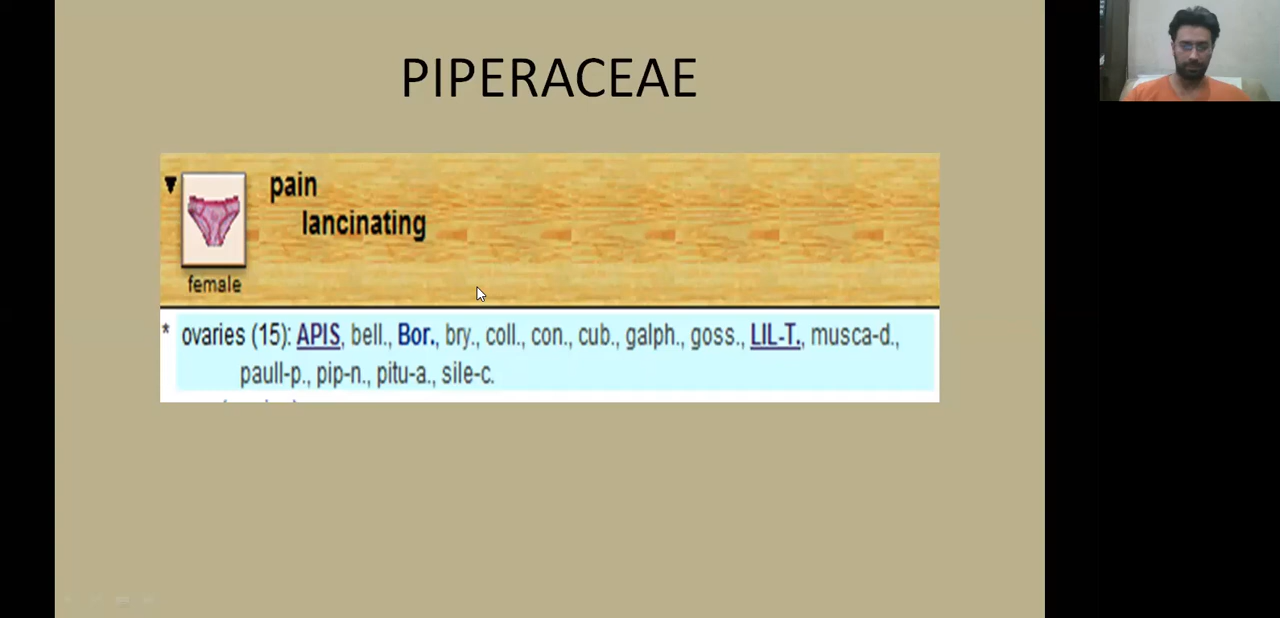 PIPERACEAE
pain
lancinating
female
* ovaries (15): APIS, bell., Bor., bry., coll., con., cub., galph., goss., LIL-T., musca-d.,
paull-p., pip-n., pitu-a., sile-c.